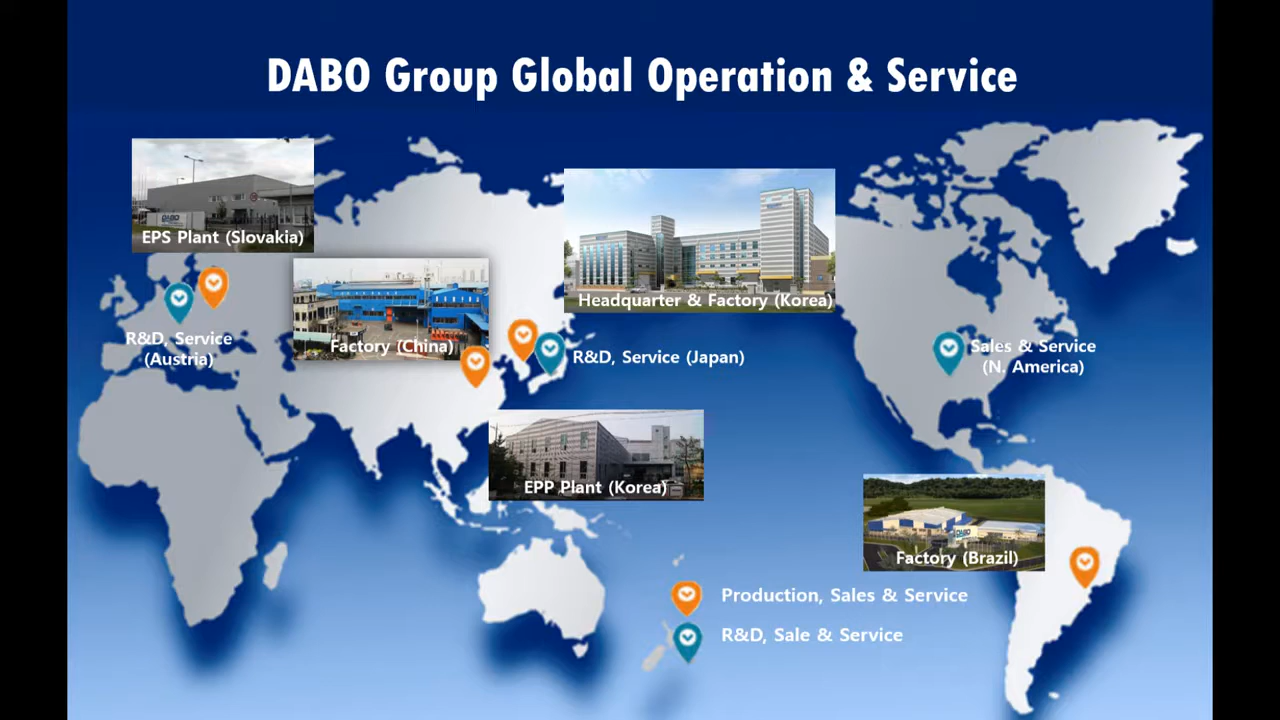 DABO Group Global Operation & Service
EPS Plant (Slovakia)
DABO
Headquarter & Factory (Korea)
R&D, Service
(Austria)
Factory (China)
R&D, Service (Japan)
Sales & Service
(N. America)
EPP Plant (Korea)
Factory (Brazil)
Production, Sales & Service
R&D, Sale & Service